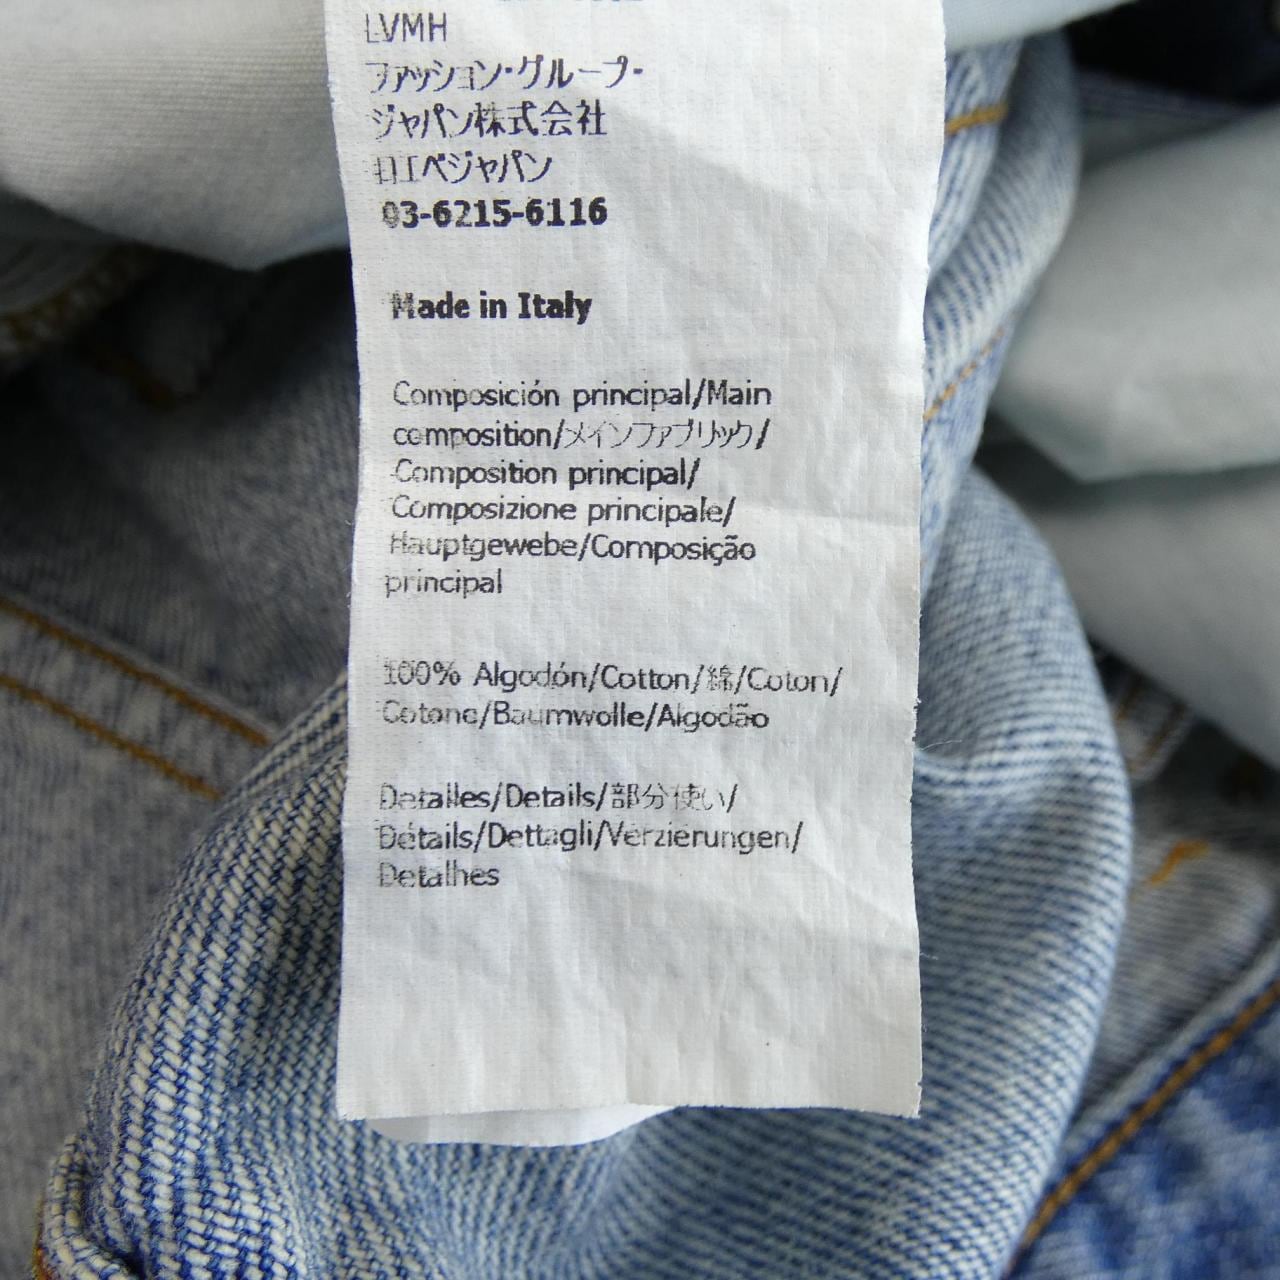 LVMH
ファッション・グループ・
ジャパン株式会社
ロエベジャパン
03-6215-6116
Made in Italy
Composición principal/Main
composition/メインファブリック/
Composition principal/
Composizione principale/
Hauptgewebe/Composição
principal
100% Algodón/Cotton/綿/Coton/
Cotone/Baumwolle/Algodão
Detalles/Details/部分使い/
Détails/Dettagli/Verzierungen/
Detalhes